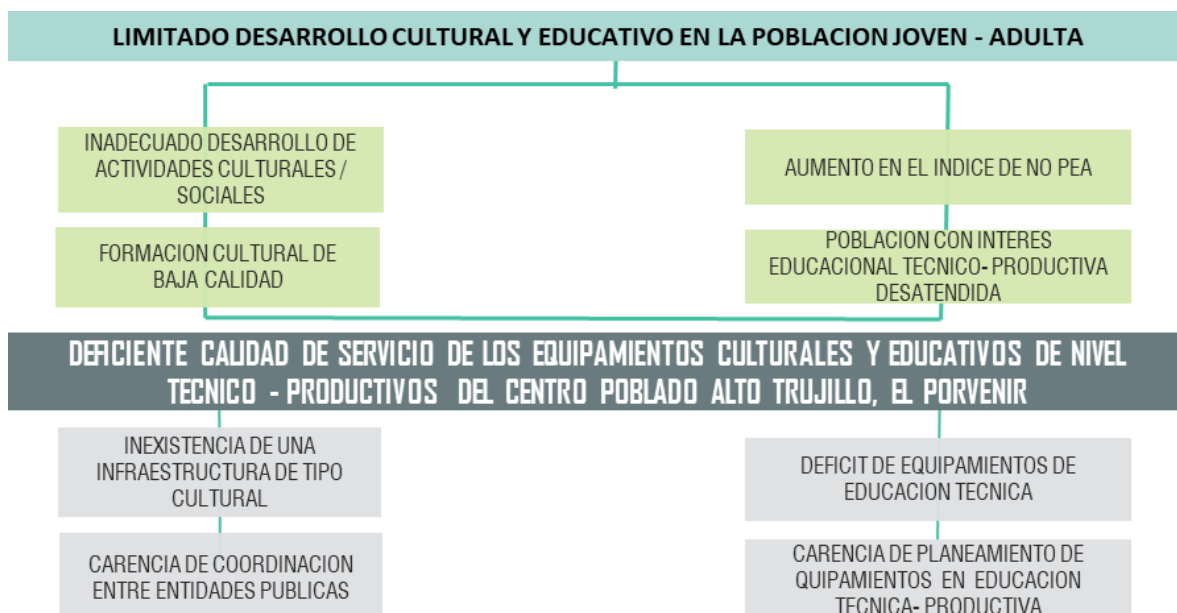 LIMITADO DESARROLLO CULTURAL Y EDUCATIVO EN LA POBLACION JOVEN - ADULTA
INADECUADO DESARROLLO DE
ACTIVIDADES CULTURALES /
SOCIALES
AUMENTO EN EL INDICE DE NO PEA
FORMACION CULTURAL DE
BAJA CALIDAD
POBLACION CON INTERES
EDUCACIONAL TECNICO- PRODUCTIVA
DESATENDIDA
DEFICIENTE CALIDAD DE SERVICIO DE LOS EQUIPAMIENTOS CULTURALES Y EDUCATIVOS DE NIVEL
TECNICO - PRODUCTIVOS DEL CENTRO POBLADO ALTO TRUJILLO, EL PORVENIR
INEXISTENCIA DE UNA
INFRAESTRUCTURA DE TIPO
CULTURAL
DEFICIT DE EQUIPAMIENTOS DE
EDUCACION TECNICA
CARENCIA DE COORDINACION
ENTRE ENTIDADES PUBLICAS
CARENCIA DE PLANEAMIENTO DE
QUIPAMIENTOS EN EDUCACION
TECNICA- PRODUCTIVA